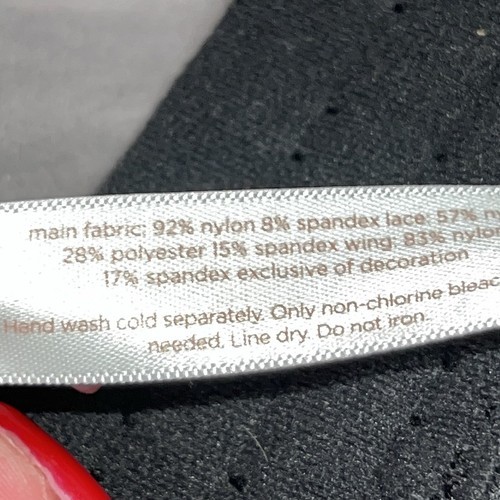 main fabric: 92% nylon 8% spandex lace: 57% n
28% polyester 15% spandex wing: 83% nylon
17% spandex exclusive of decoration
Hand wash cold separately. Only non-chlorine bleac
needed. Line dry. Do not iron.